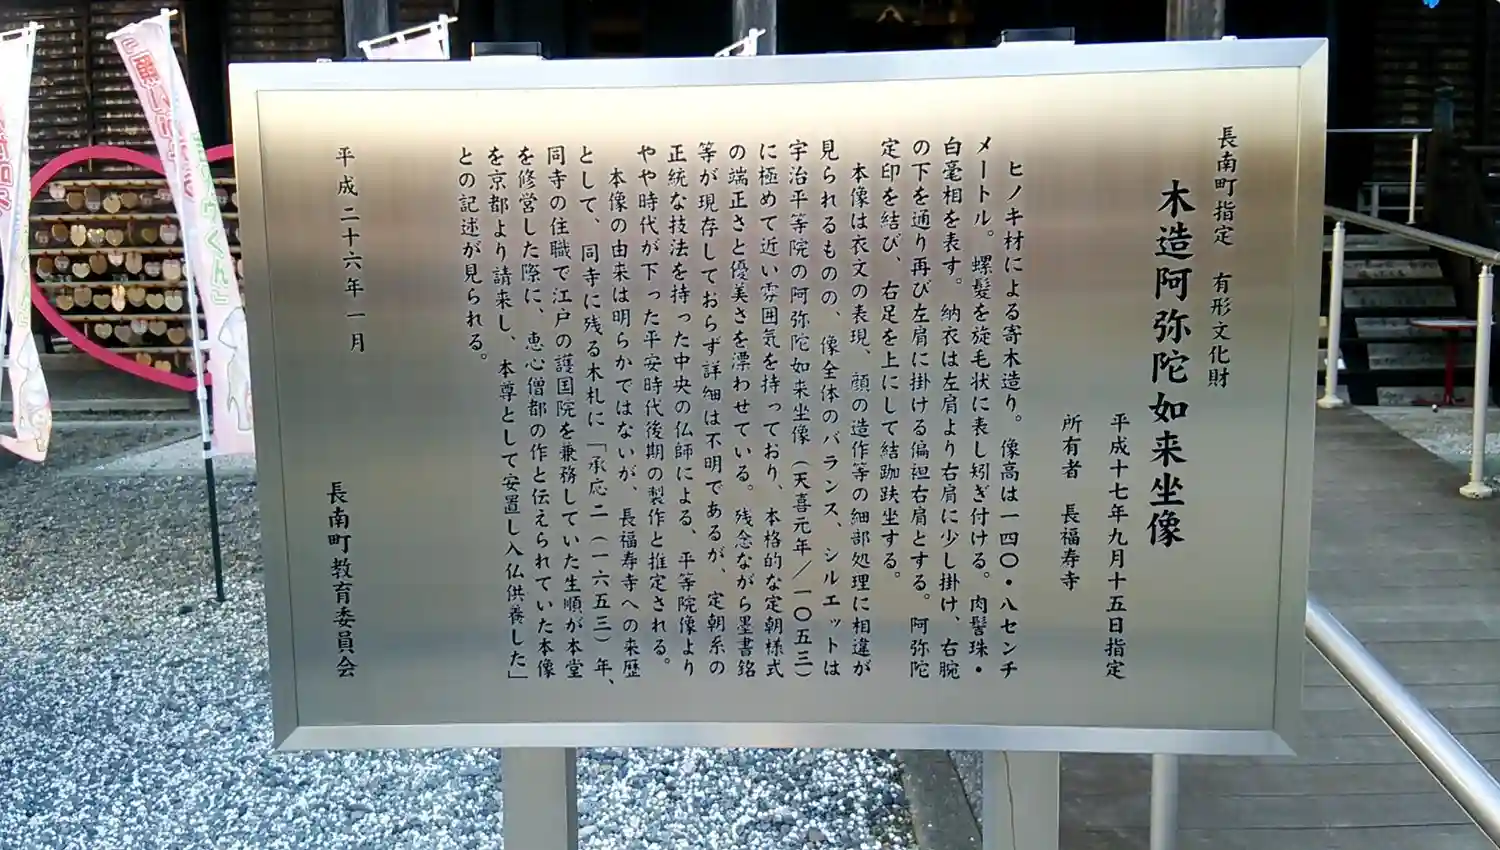 長南町指定　有形文化財
木造阿弥陀如来坐像
平成十七年九月十五日指定
所有者　長福寿寺
ヒノキ材による寄木造り。像高は一四〇・八センチ
メートル。螺髪を旋毛状に表し矧ぎ付ける。肉髻珠・
白毫相を表す。納衣は左肩より右肩に少し掛け、右腕
の下を通り再び左肩に掛ける偏袒右肩とする。阿弥陀
定印を結び、右足を上にして結跏趺坐する。
本像は衣文の表現、顔の造作等の細部処理に相違が
見られるものの、像全体のバランス、シルエットは
宇治平等院の阿弥陀如来坐像（天喜元年／一〇五三）
に極めて近い雰囲気を持っており、本格的な定朝様式
の端正さと優美さを漂わせている。残念ながら墨書銘
等が現存しておらず詳細は不明であるが、定朝系の
正統な技法を持った中央の仏師による、平等院像より
やや時代が下った平安時代後期の製作と推定される。
本像の由来は明らかではないが、長福寿寺への来歴
として、同寺に残る木札に「承応二（一六五三）年、
同寺の住職で江戸の護国院を兼務していた生順が本堂
を修営した際に、恵心僧都の作と伝えられていた本像
を京都より請来し、本尊として安置し入仏供養した」
との記述が見られる。
平成二十六年一月
長南町教育委員会